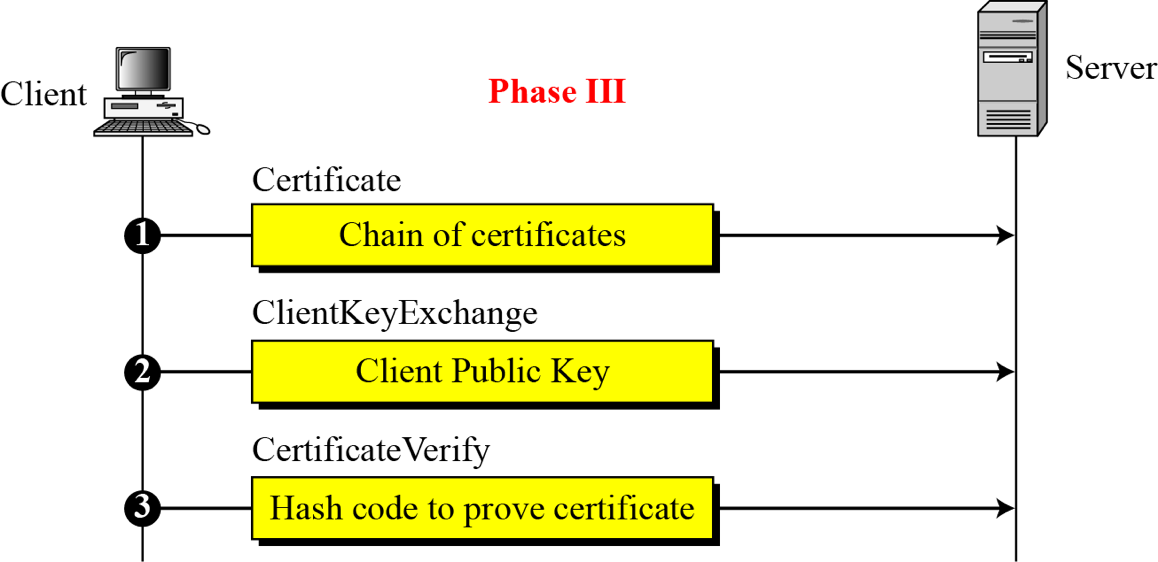 Client
Phase III
Server
Certificate
1
Chain of certificates
ClientKeyExchange
2
Client Public Key
CertificateVerify
3
Hash code to prove certificate